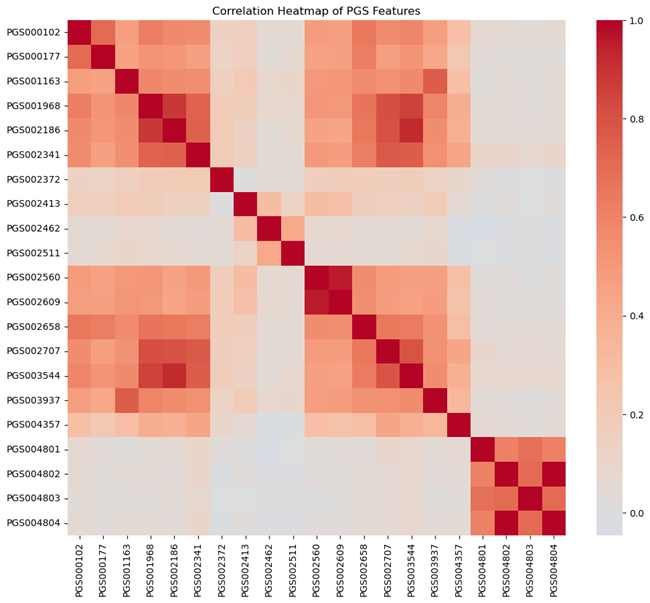 Correlation Heatmap of PGS Features
PGS000102
PGS000177
PGS001163
PGS001968
PGS002186
PGS002341
PGS002372
PGS002413
PGS002462
PGS002511
PGS002560
PGS002609
PGS002658
PGS002707
PGS003544
PGS003937
PGS004357
PGS004801
PGS004802
PGS004803
PGS004804
PGS000102
PGS000177
PGS001163
PGS001968
PGS002186
PGS002341
PGS002372
PGS002413
PGS002462
PGS002511
PGS002560
PGS002609
PGS002658
PGS002707
PGS003544
PGS003937
PGS004357
PGS004801
PGS004802
PGS004803
PGS004804
1.0
0.8
0.6
0.4
0.2
0.0